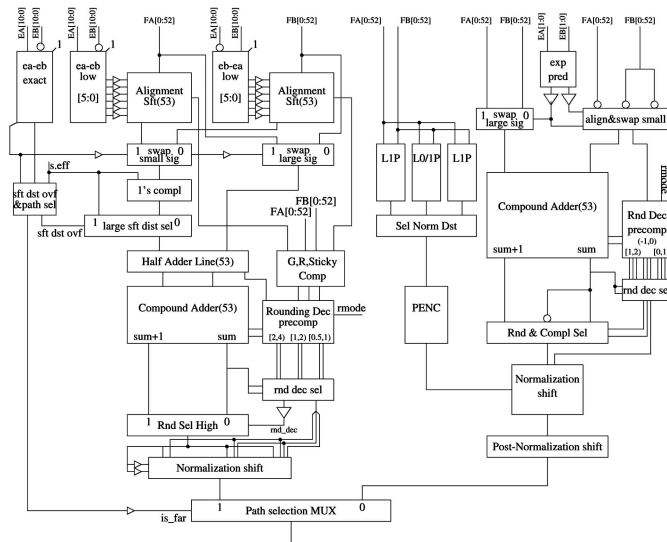 EA[10:0]
EB[10:0]
FA[0:52]
EA[10:0]
EB[10:0]
FB[0:52]
FA[0:52]
FB[0:52]
FA[0:52]
FB[0:52]
EA[1:0]
EB[1:0]
FA[0:52]
FB[0:52]
1
1
1
ea-eb
exact
ea-eb
low
[5:0]
Alignment
Sft(53)
eb-ea
low
[5:0]
Alignment
Sft(53)
exp
pred
1 swap 0
large sig
align&swap small
1 swap 0
small sig
1 swap 0
large sig
L1P
L0/1P
L1P
s.eff
1's compl
sft dst ovf
&path sel
sft dst ovf
1 large sft dist sel 0
FB[0:52]
FA[0:52]
Sel Norm Dst
Compound Adder(53)
sum+1
sum
rmode
Rnd Dec
precomp
(-1,0)
[1,2)
[0,1)
rnd dec sel
Half Adder Line(53)
G,R,Sticky
Comp
Compound Adder(53)
sum+1
sum
Rounding Dec
precomp
[2,4)
[1,2)
[0.5,1)
rmode
PENC
Rnd & Compl Sel
rnd dec sel
Normalization
shift
1 Rnd Sel High 0
rnd_dec
Post-Normalization shift
Normalization shift
is_far
1 Path selection MUX 0